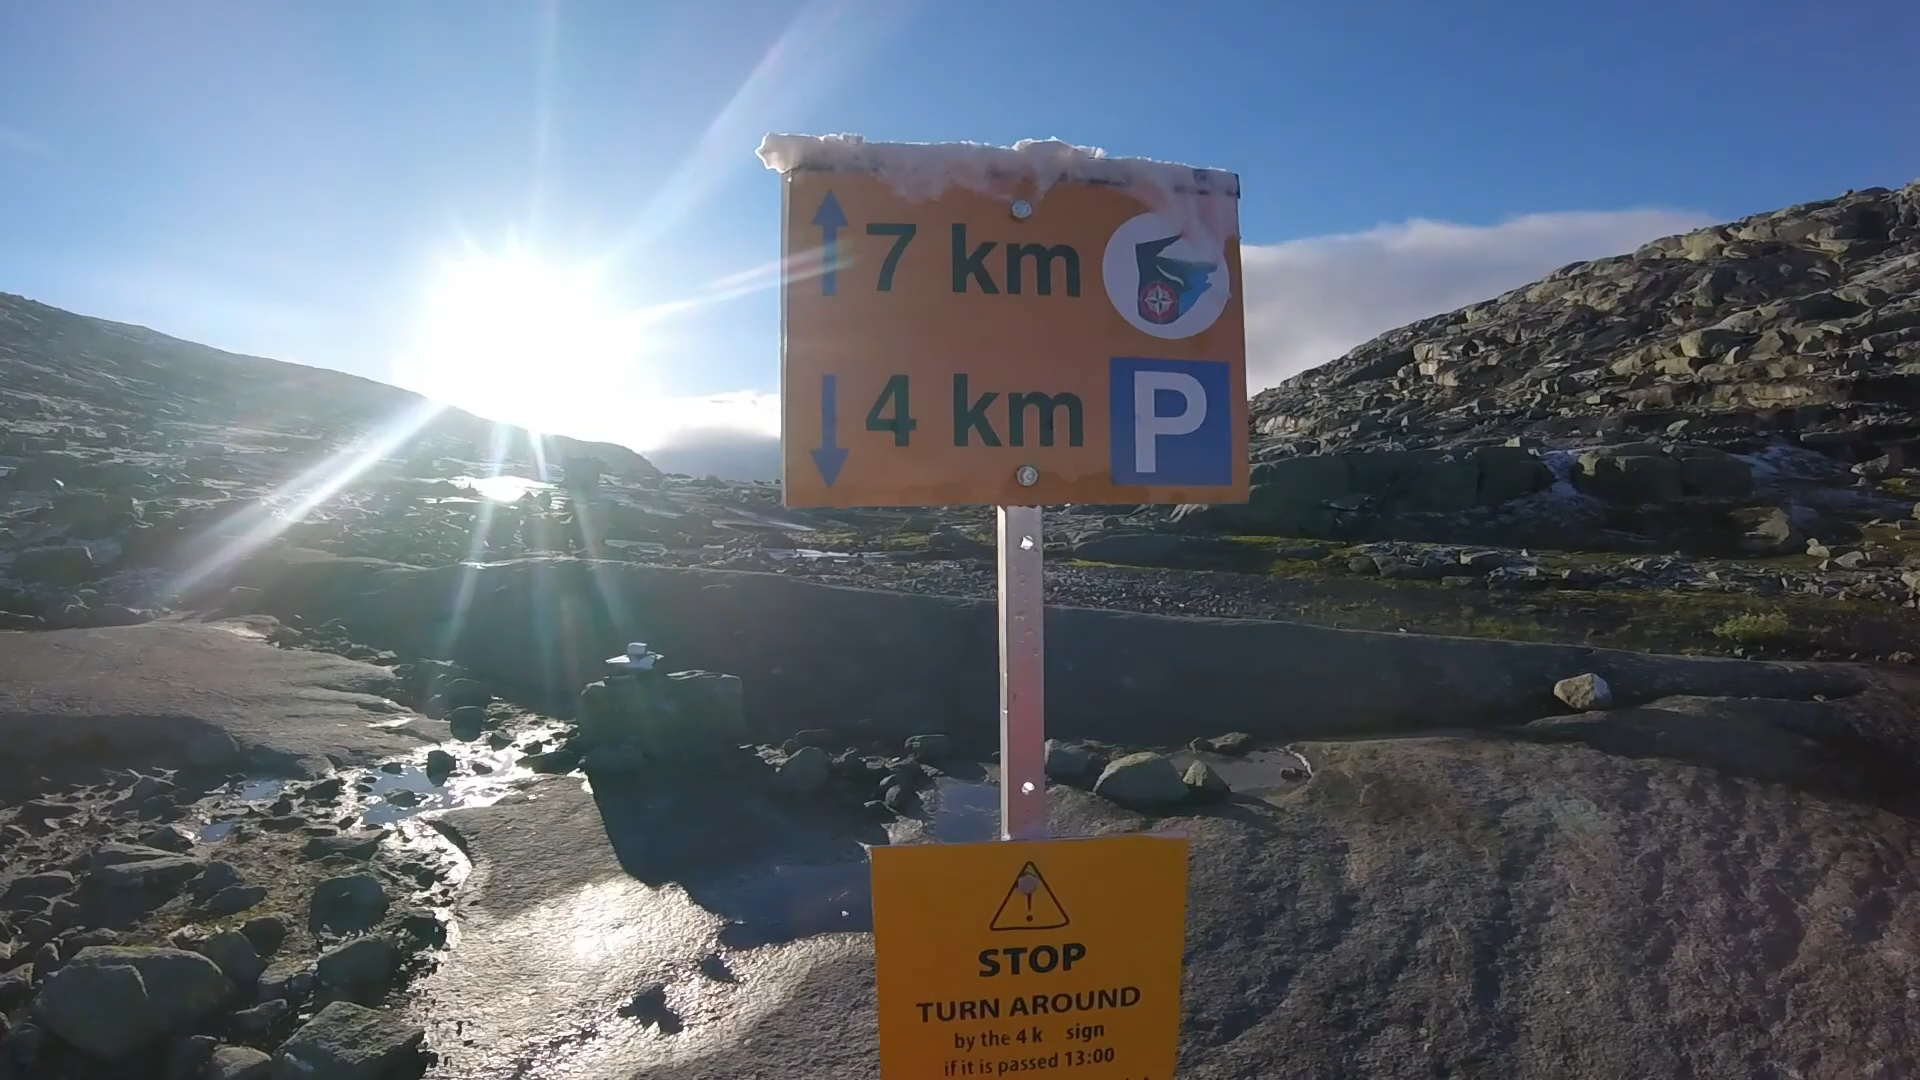 7 km
4 km P
STOP
TURN AROUND
by the 4 k sign
if it is passed 13:00